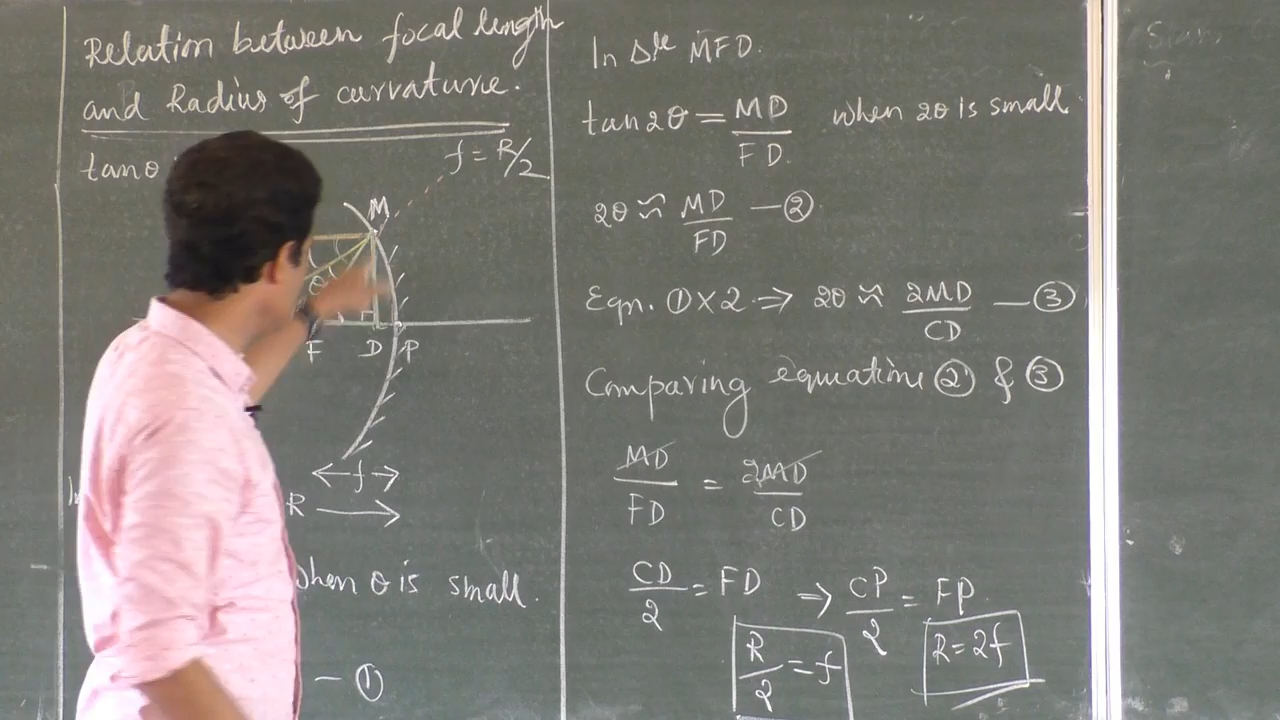 Relation between focal length
and Radius of curvature.
tanθ
f = R/2
M
θ
F D P
f
R
when θ is small.
— ①
In Δle MFD.
tan2θ = MD/FD. when 2θ is small
2θ ≈ MD/FD — ②
Eqn. ① × 2 ⇒ 2θ ≈ 2MD/CD — ③
Comparing equations ② & ③
MD/FD = 2MD/CD
CD/2 = FD ⇒ CP/2 = FP.
R/2 = f R = 2f